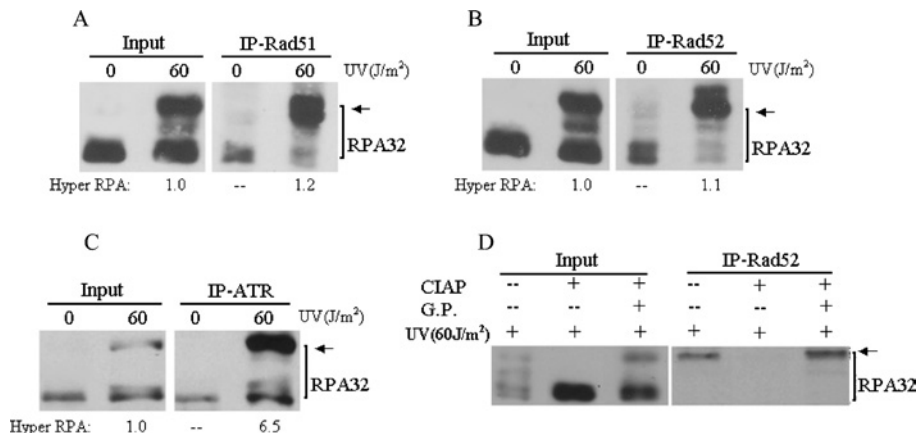 A
Input IP-Rad51
0 60 0 60 UV(J/m²)
RPA32
Hyper RPA: 1.0 -- 1.2
B
Input IP-Rad52
0 60 0 60 UV(J/m²)
RPA32
Hyper RPA: 1.0 -- 1.1
C
Input IP-ATR
0 60 0 60 UV(J/m²)
RPA32
Hyper RPA: 1.0 -- 6.5
D
Input IP-Rad52
CIAP -- + + -- + +
G.P. -- -- + -- -- +
UV(60J/m²) + + + + + +
RPA32